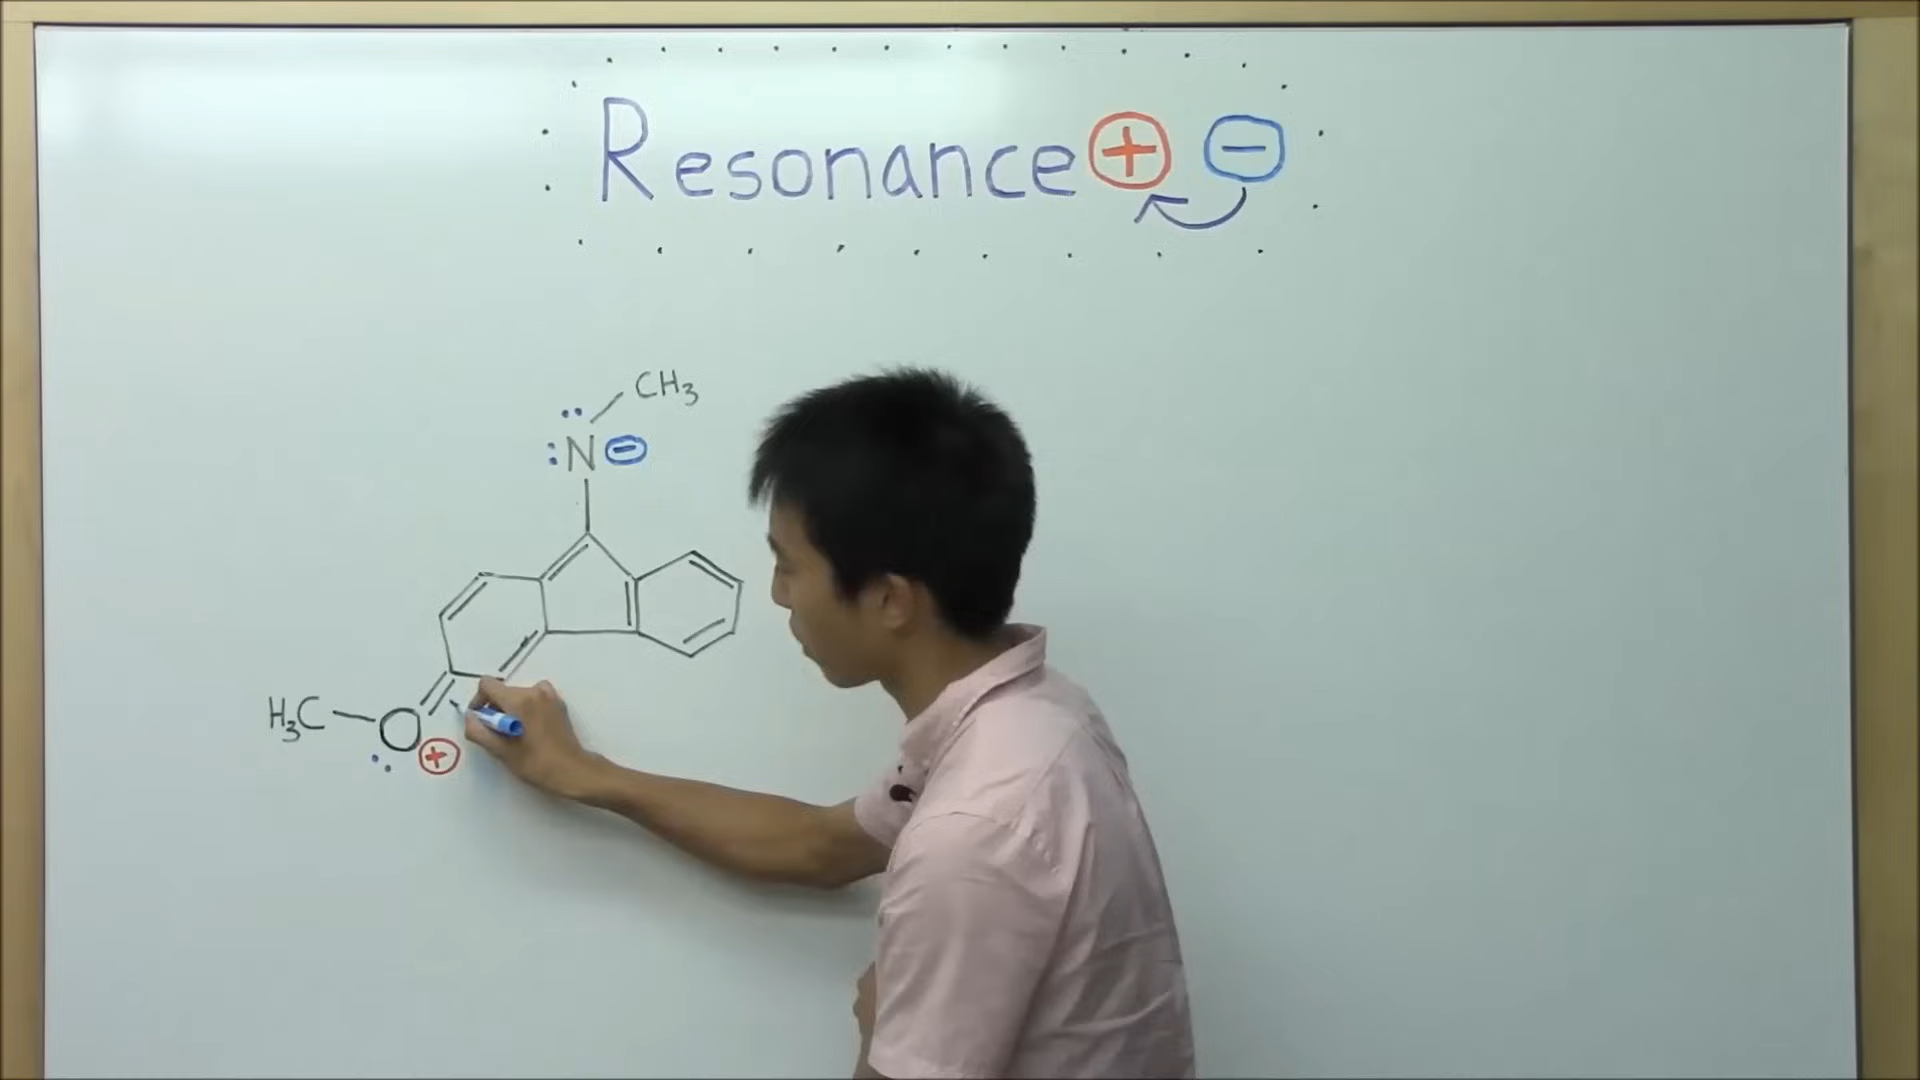 Resonance ⊕ ⊖
CH₃
:N̈ ⊖
H₃C O ⊕